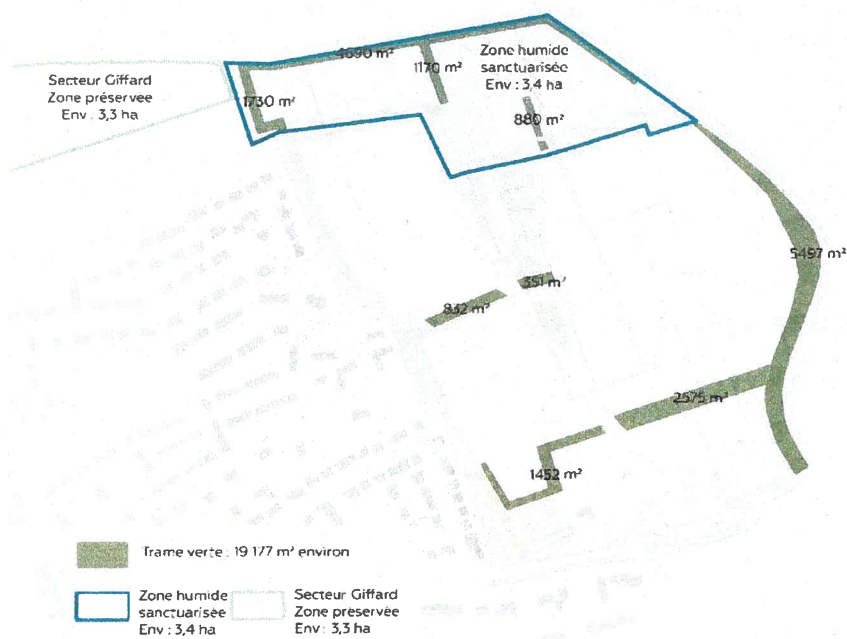 4690 m²
1170 m²
Zone humide
sanctuarisée
Env : 3,4 ha
Secteur Giffard
Zone préservée
Env : 3,3 ha
1730 m²
880 m²
5497 m²
351 m²
832 m²
2575 m²
1452 m²
Trame verte : 19 177 m² environ
Zone humide
sanctuarisée
Env : 3,4 ha
Secteur Giffard
Zone préservée
Env : 3,3 ha